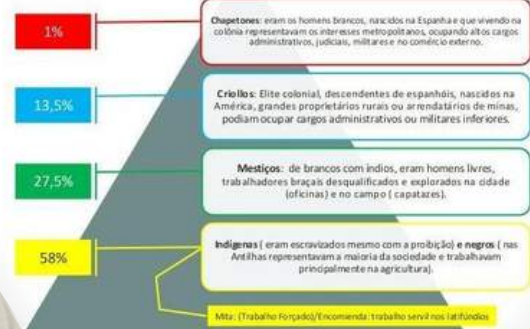 1%
Chapetones: eram os homens brancos, nascidos na Espanha e que vivendo na
colônia representavam os interesses metropolitanos, ocupando altos cargos
administrativos, judiciais, militares e no comércio externo.
13,5%
Criollos: Elite colonial, descendentes de espanhóis, nascidos na
América, grandes proprietários rurais ou arrendatários de minas,
podiam ocupar cargos administrativos ou militares inferiores.
27,5%
Mestiços: de brancos com índios, eram homens livres,
trabalhadores braçais desqualificados e explorados na cidade
(oficinas) e no campo ( capatazes).
58%
Indígenas ( eram escravizados mesmo com a proibição) e negros ( nas
Antilhas representavam a maioria da sociedade e trabalhavam
principalmente na agricultura).
Mita: (Trabalho Forçado)/Encomienda: trabalho servil nos latifúndios